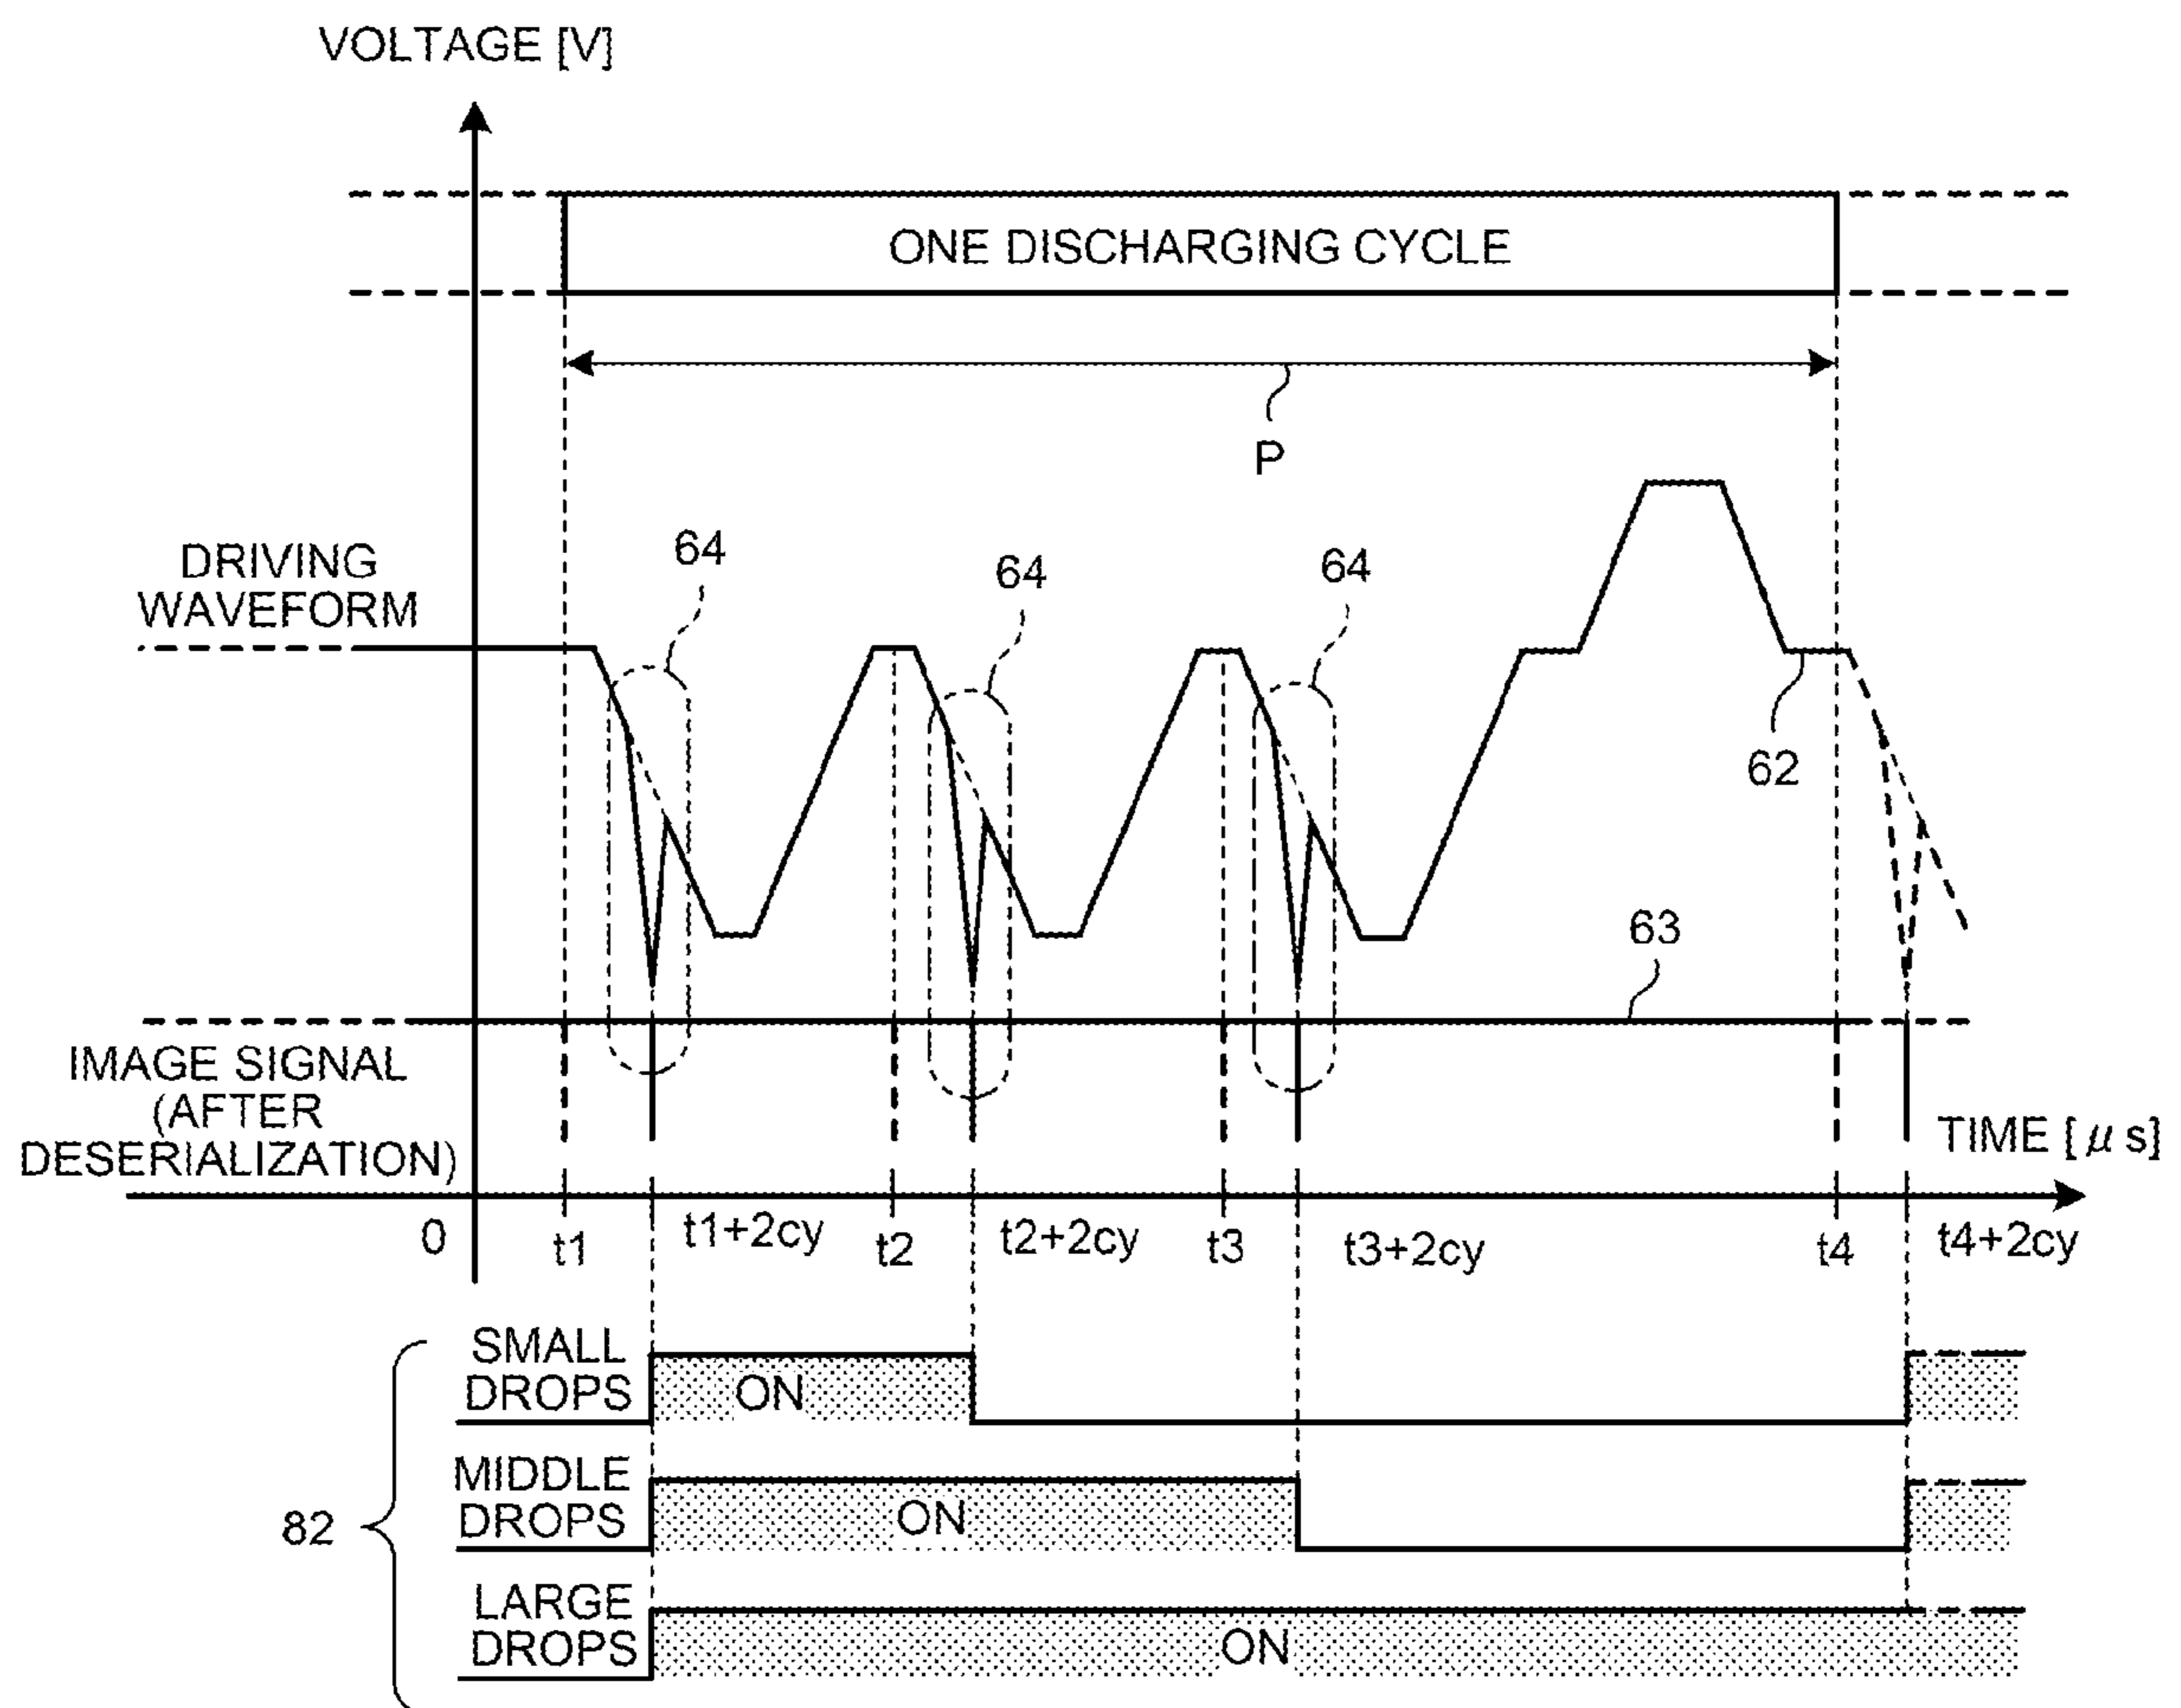 VOLTAGE [V]
ONE DISCHARGING CYCLE
P
DRIVING
WAVEFORM
64
64
64
62
63
IMAGE SIGNAL
(AFTER
DESERIALIZATION)
TIME [μs]
0
t1
t1+2cy
t2
t2+2cy
t3
t3+2cy
t4
t4+2cy
SMALL
DROPS
ON
MIDDLE
DROPS
ON
82
LARGE
DROPS
ON